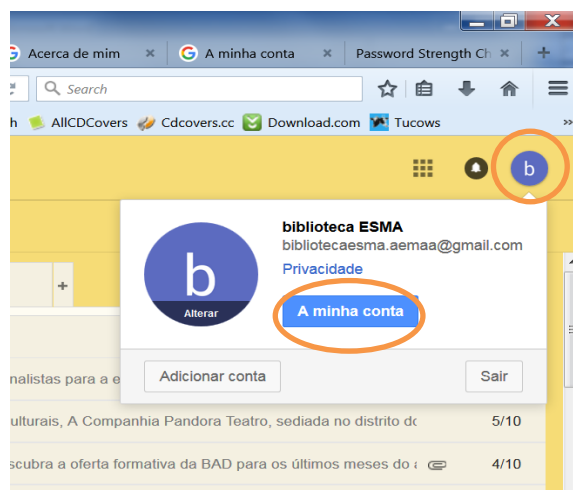 Acerca de mim × A minha conta × Password Strength Ch × +
Search
AllCDCovers Cdcovers.cc Download.com Tucows »
b
biblioteca ESMA
bibliotecaesma.aemaa@gmail.com
Privacidade
b
Alterar
A minha conta
+
Adicionar conta Sair
nalistas para a e
ulturais, A Companhia Pandora Teatro, sediada no distrito do 5/10
scubra a oferta formativa da BAD para os últimos meses do 4/10